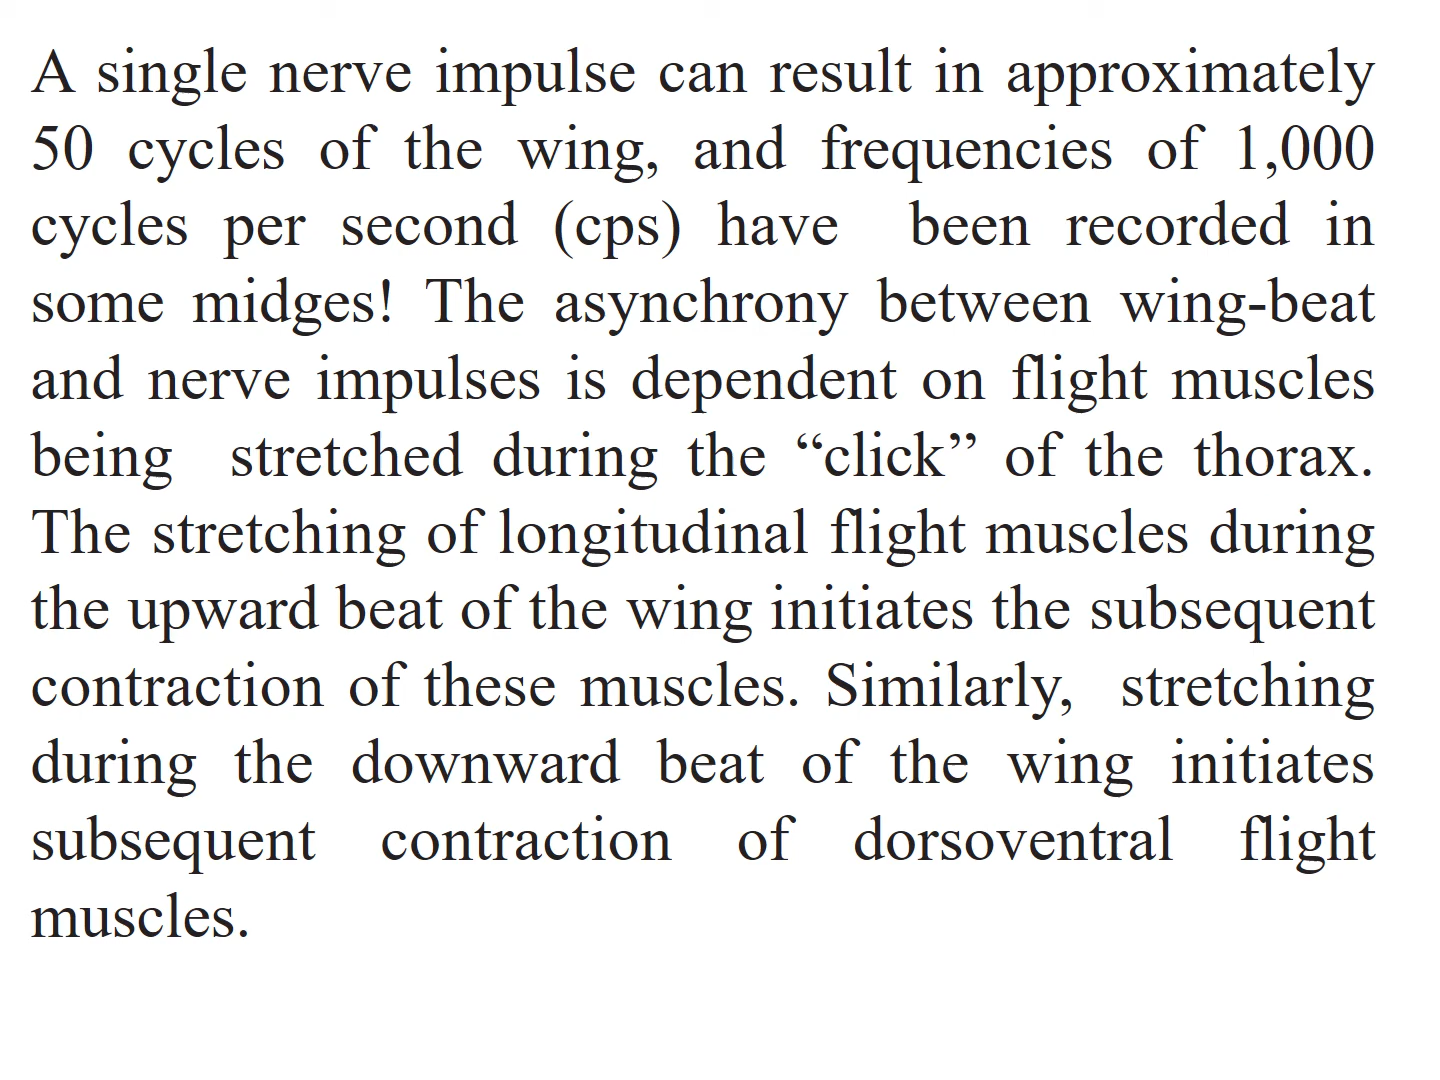 A single nerve impulse can result in approximately
50 cycles of the wing, and frequencies of 1,000
cycles per second (cps) have been recorded in
some midges! The asynchrony between wing-beat
and nerve impulses is dependent on flight muscles
being stretched during the “click” of the thorax.
The stretching of longitudinal flight muscles during
the upward beat of the wing initiates the subsequent
contraction of these muscles. Similarly, stretching
during the downward beat of the wing initiates
subsequent contraction of dorsoventral flight
muscles.